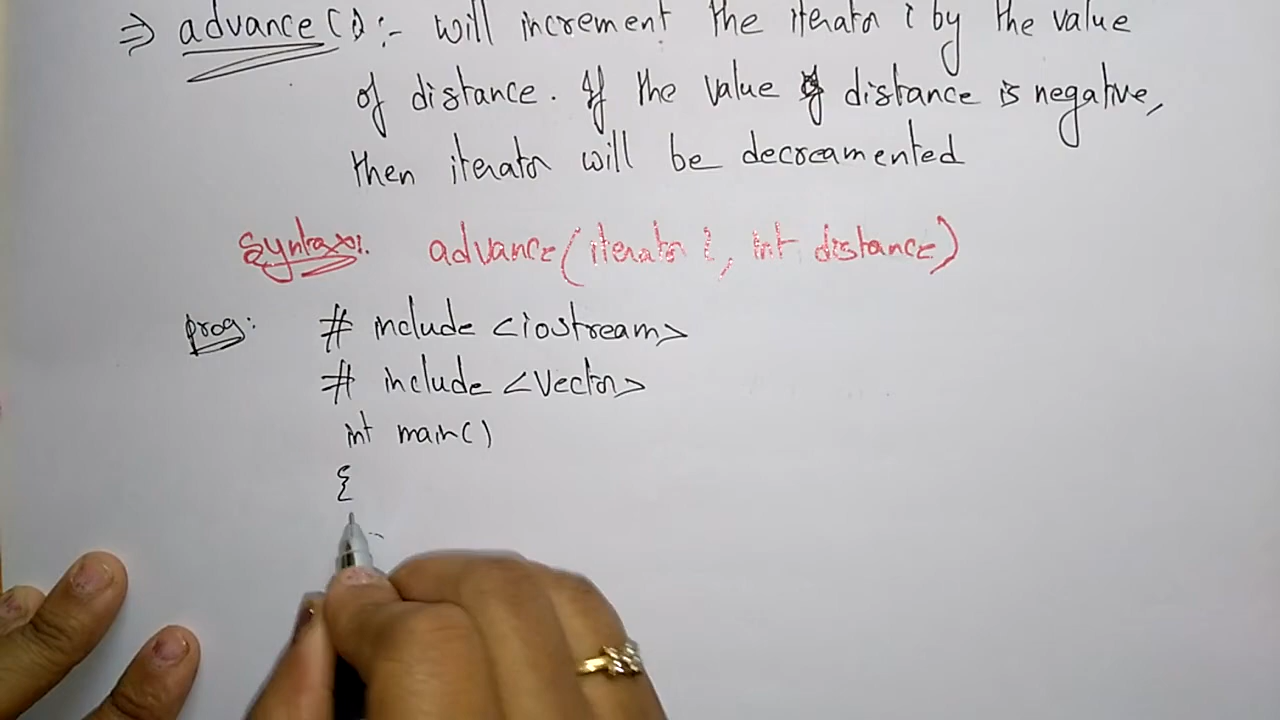 ⇒ advance():- will increment the iterator i by the value
of distance. If the value of distance is negative,
then iterator will be decreamented
Syntax:. advance(iterator i, int distance)
prog: # include <iostream>
# include <vector>
int main()
{